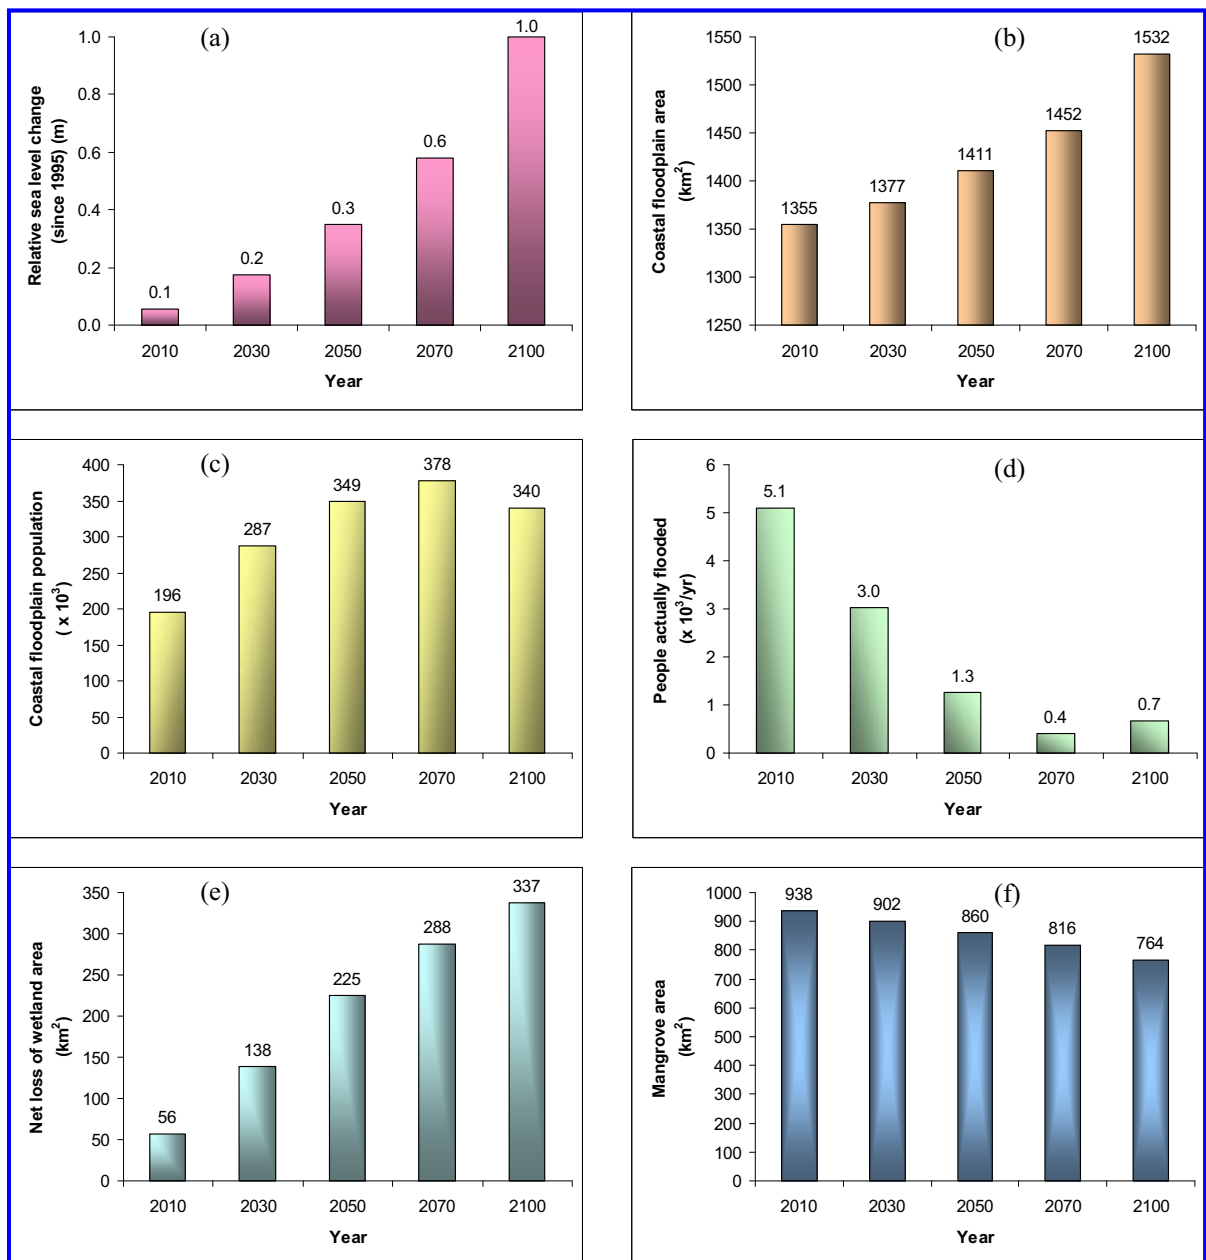 (a)
Relative sea level change
(since 1995) (m)
1.0
0.8
0.6
0.4
0.2
0.0
0.1
0.2
0.3
0.6
1.0
2010 2030 2050 2070 2100
Year
(b)
Coastal floodplain area
(km²)
1550
1500
1450
1400
1350
1300
1250
1355
1377
1411
1452
1532
2010 2030 2050 2070 2100
Year
(c)
Coastal floodplain population
( x 10³)
400
350
300
250
200
150
100
50
0
196
287
349
378
340
2010 2030 2050 2070 2100
Year
(d)
People actually flooded
(x 10³/yr)
6
5
4
3
2
1
0
5.1
3.0
1.3
0.4
0.7
2010 2030 2050 2070 2100
Year
(e)
Net loss of wetland area
(km²)
350
300
250
200
150
100
50
0
56
138
225
288
337
2010 2030 2050 2070 2100
Year
(f)
Mangrove area
(km²)
1000
900
800
700
600
500
400
300
200
100
0
938
902
860
816
764
2010 2030 2050 2070 2100
Year